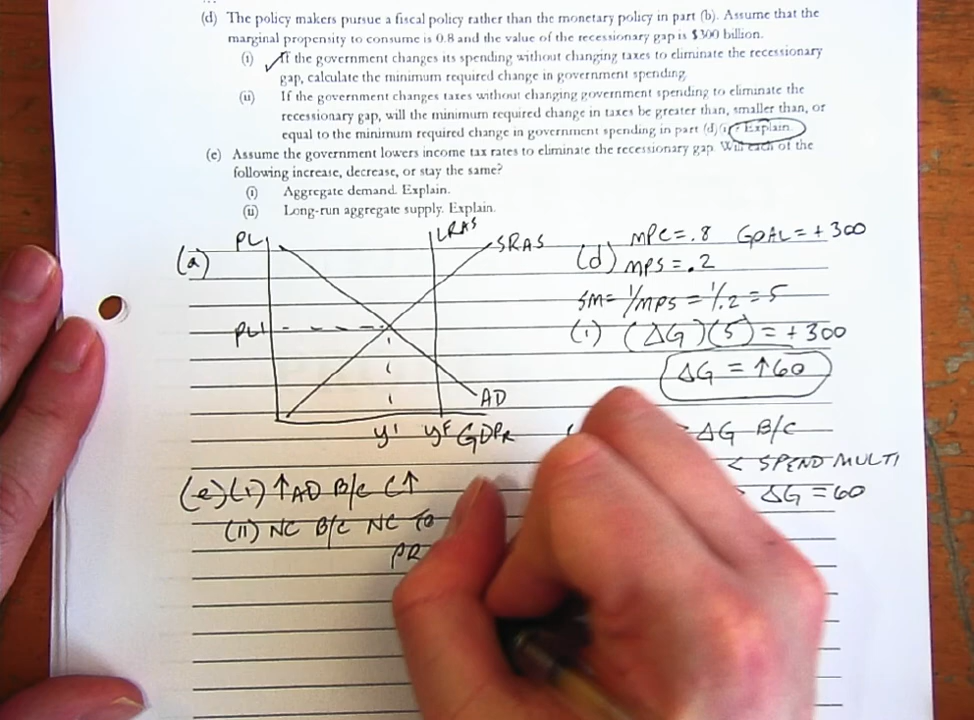 (d) The policy makers pursue a fiscal policy rather than the monetary policy in part (b). Assume that the
marginal propensity to consume is 0.8 and the value of the recessionary gap is $300 billion.
(i) If the government changes its spending without changing taxes to eliminate the recessionary
gap, calculate the minimum required change in government spending.
(ii) If the government changes taxes without changing government spending to eliminate the
recessionary gap, will the minimum required change in taxes be greater than, smaller than, or
equal to the minimum required change in government spending in part (d)(i)? Explain.
(e) Assume the government lowers income tax rates to eliminate the recessionary gap. Will each of the
following increase, decrease, or stay the same?
(i) Aggregate demand. Explain.
(ii) Long-run aggregate supply. Explain.
(a)
PL
LRAS
SRAS
PL1
AD
Y1 YF GDPR
(e) (i) ↑AD B/C C↑
(ii) NC B/C NC TO
PR
(d) MPC = .8 GOAL = +300
MPS = .2
SM = 1/MPS = 1/.2 = 5
(i) (ΔG)(5) = +300
ΔG = ↑60
> ΔG B/C
< SPEND MULTI
ΔG = 60